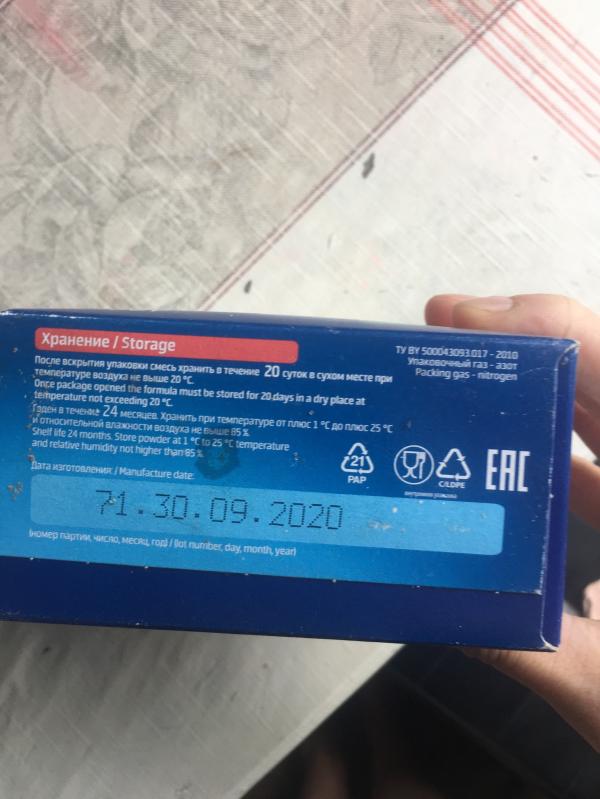 Хранение / Storage
После вскрытия упаковки смесь хранить в течение 20 суток в сухом месте при
температуре воздуха не выше 20 °C.
Once package opened the formula must be stored for 20 days in a dry place at
temperature not exceeding 20 °C.
Годен в течение 24 месяцев. Хранить при температуре от плюс 1 °C до плюс 25 °C
и относительной влажности воздуха не выше 85 %.
Shelf life 24 months. Store powder at 1 °C to 25 °C temperature
and relative humidity not higher than 85 %
Дата изготовления: / Manufacture date:
71.30.09.2020
(номер партии, число, месяц, год) / (lot number, day, month, year)
ТУ BY 500043093.017 - 2010
Упаковочный газ - азот
Packing gas - nitrogen
21
PAP
C/LDPE
внутренняя упаковка
EAC